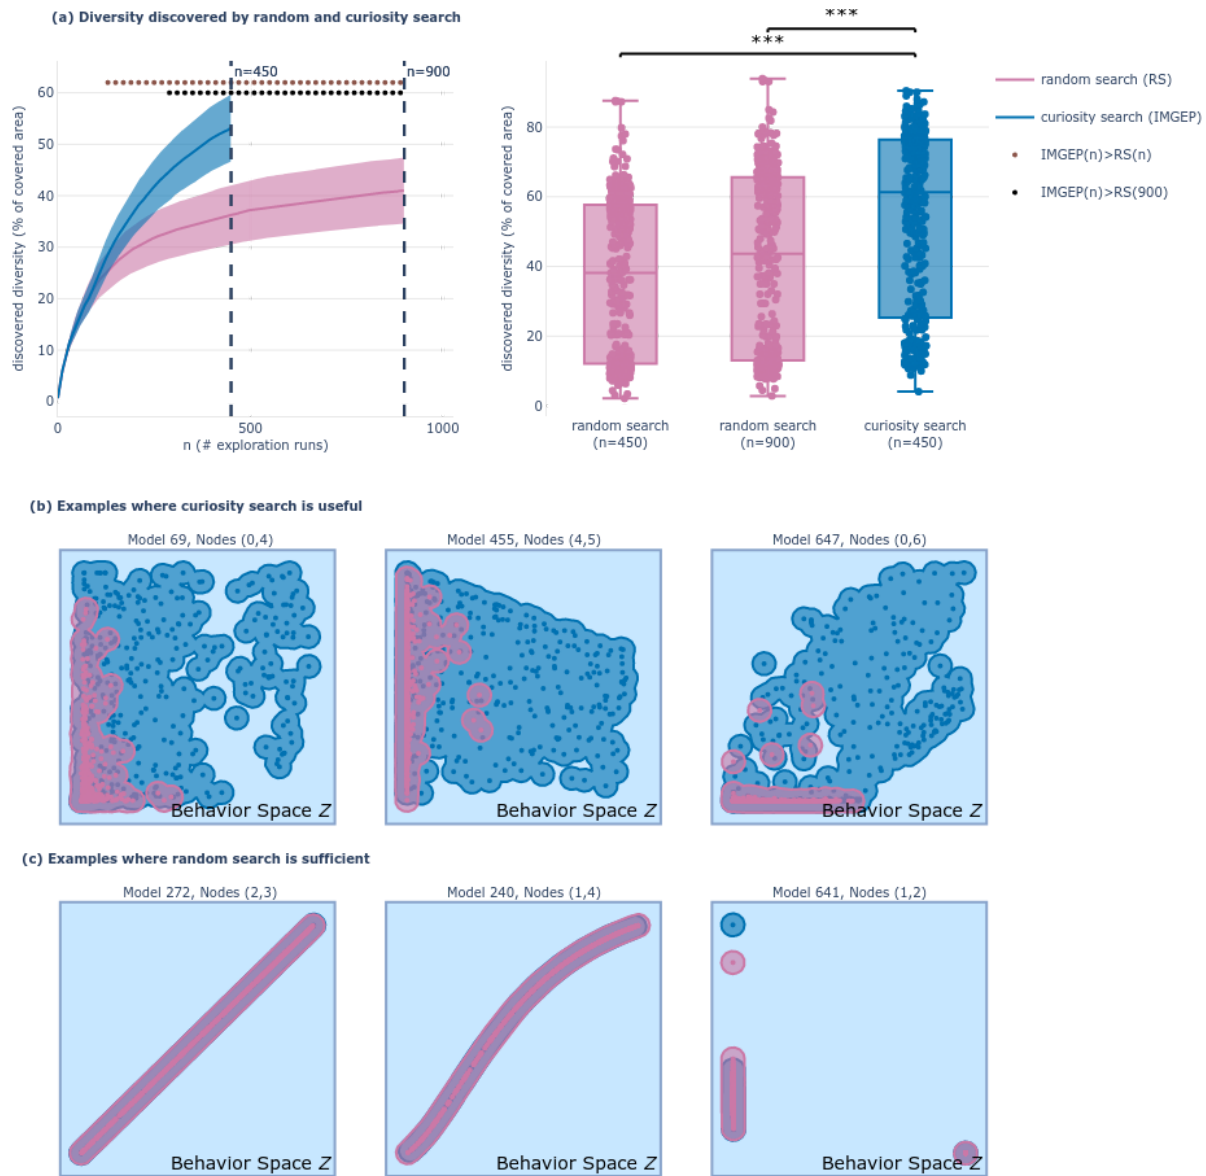 (a) Diversity discovered by random and curiosity search
***
***
n=450
n=900
60
50
40
30
20
10
0
discovered diversity (% of covered area)
0
500
1000
n (# exploration runs)
80
60
40
20
0
discovered diversity (% of covered area)
random search
(n=450)
random search
(n=900)
curiosity search
(n=450)
random search (RS)
curiosity search (IMGEP)
IMGEP(n)>RS(n)
IMGEP(n)>RS(900)
(b) Examples where curiosity search is useful
Model 69, Nodes (0,4)
Model 455, Nodes (4,5)
Model 647, Nodes (0,6)
Behavior Space Z
Behavior Space Z
Behavior Space Z
(c) Examples where random search is sufficient
Model 272, Nodes (2,3)
Model 240, Nodes (1,4)
Model 641, Nodes (1,2)
Behavior Space Z
Behavior Space Z
Behavior Space Z